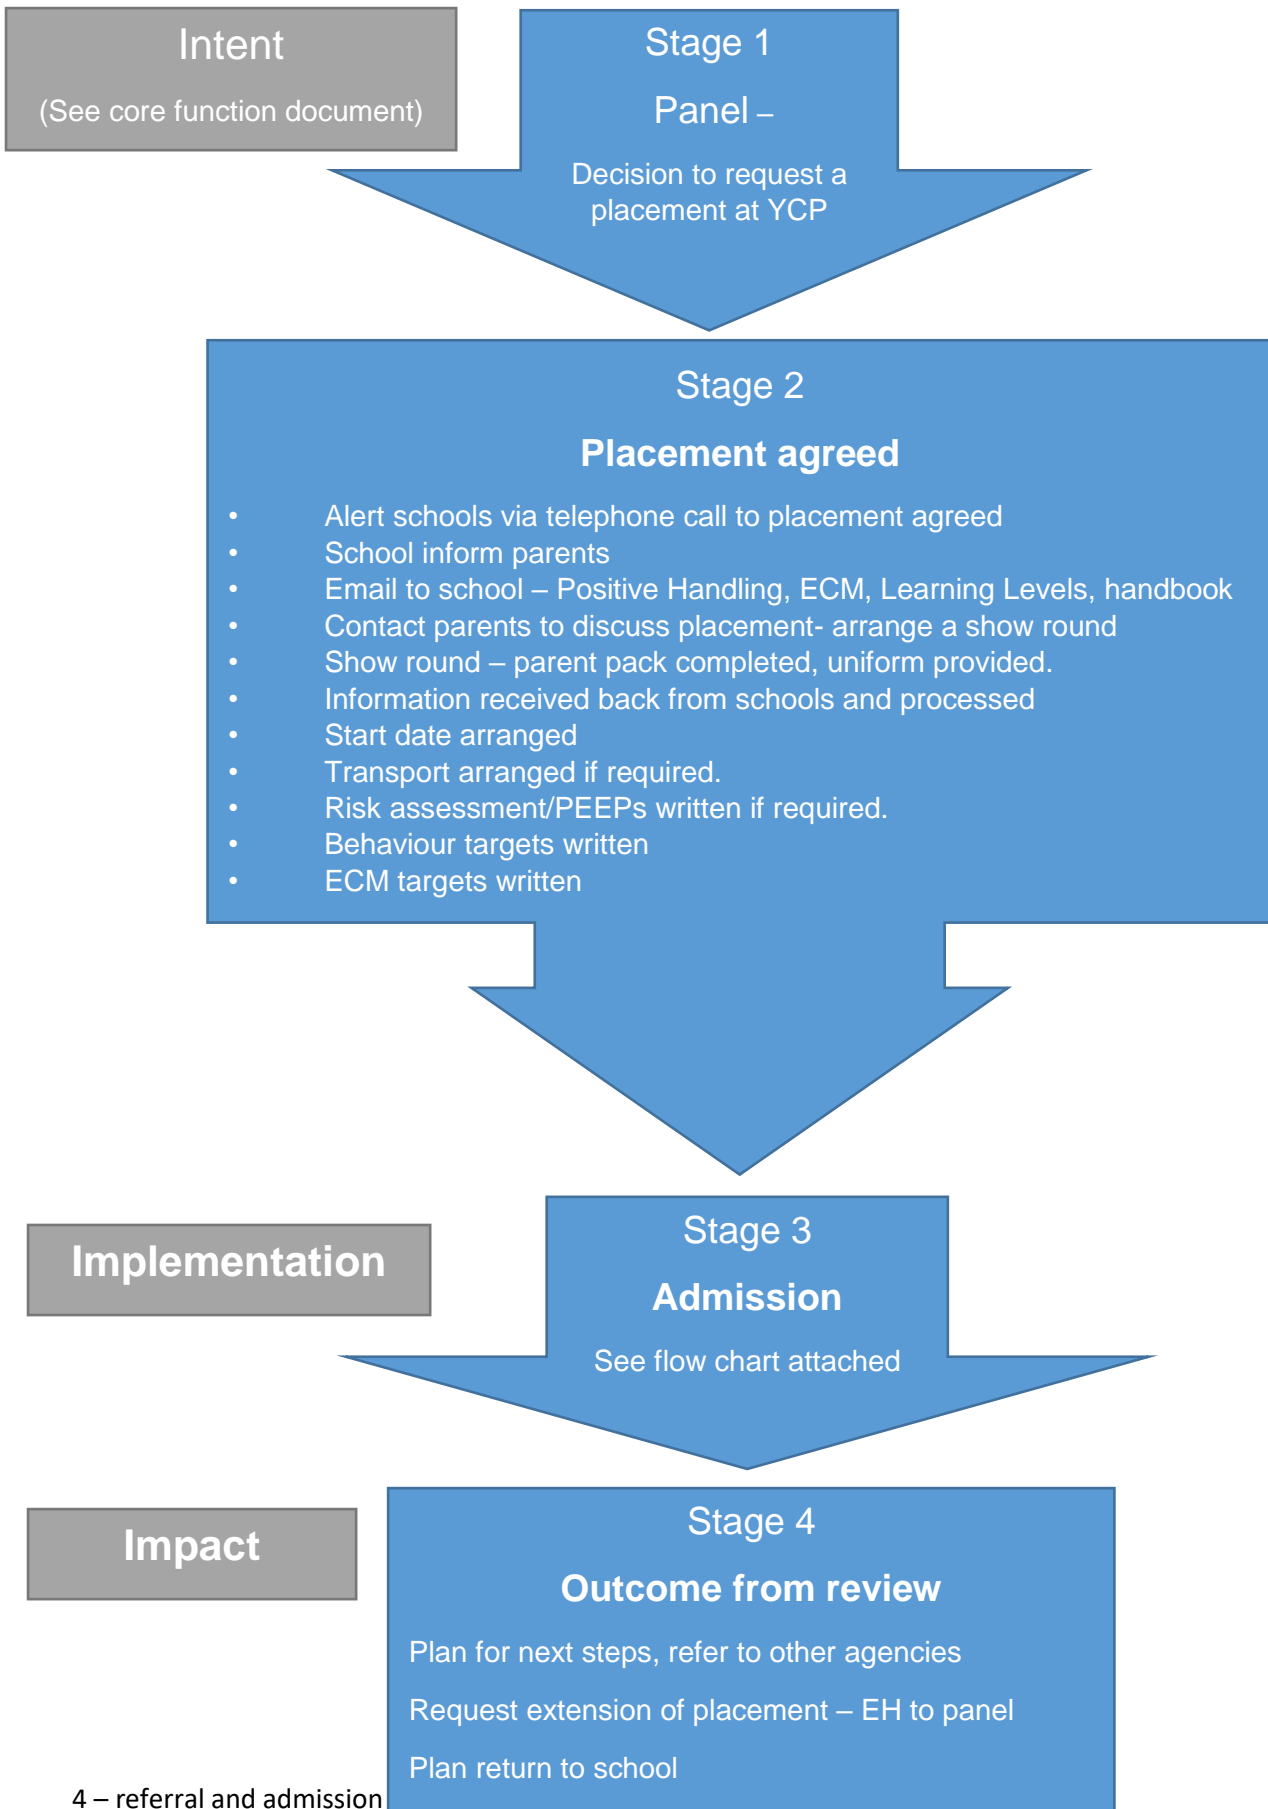 Intent
(See core function document)
Stage 1
Panel –
Decision to request a
placement at YCP
Stage 2
Placement agreed
• Alert schools via telephone call to placement agreed
• School inform parents
• Email to school – Positive Handling, ECM, Learning Levels, handbook
• Contact parents to discuss placement- arrange a show round
• Show round – parent pack completed, uniform provided.
• Information received back from schools and processed
• Start date arranged
• Transport arranged if required.
• Risk assessment/PEEPs written if required.
• Behaviour targets written
• ECM targets written
Implementation
Stage 3
Admission
See flow chart attached
Impact
Stage 4
Outcome from review
Plan for next steps, refer to other agencies
Request extension of placement – EH to panel
Plan return to school
4 – referral and admission